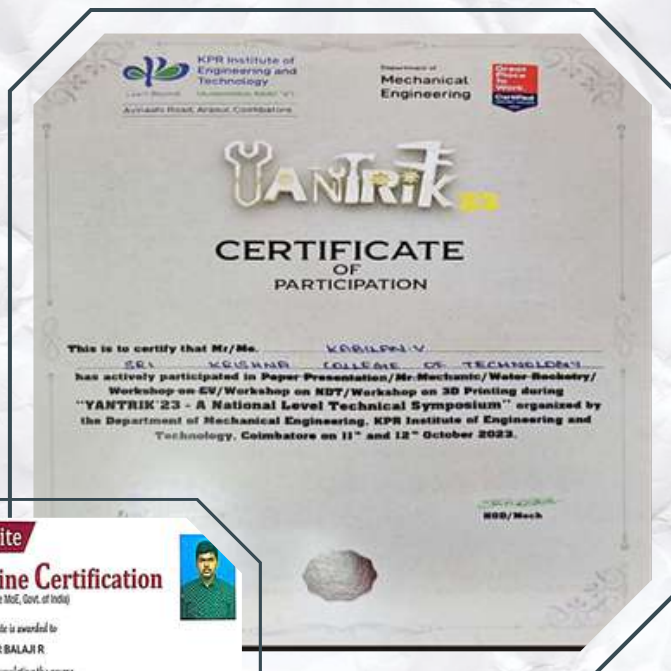 KPR Institute of
Engineering and
Technology
Learn Beyond
Avinashi Road, Arasur, Coimbatore.
Department of
Mechanical
Engineering
Great
Place
To
Work.
Certified
YANTRIK 23
CERTIFICATE
OF
PARTICIPATION
This is to certify that Mr/Ms. KABILAN.V
SRI KRISHNA COLLEGE OF TECHNOLOGY
has actively participated in Paper Presentation/Mr.Mechanic/Water Rocketry/
Workshop on EV/Workshop on NDT/Workshop on 3D Printing during
"YANTRIK'23 - A National Level Technical Symposium" organized by
the Department of Mechanical Engineering, KPR Institute of Engineering and
Technology, Coimbatore on 11th and 12th October 2023.
HOD/Mech
ite
ine Certification
MoE, Govt. of India)
te is awarded to
BALAJI R